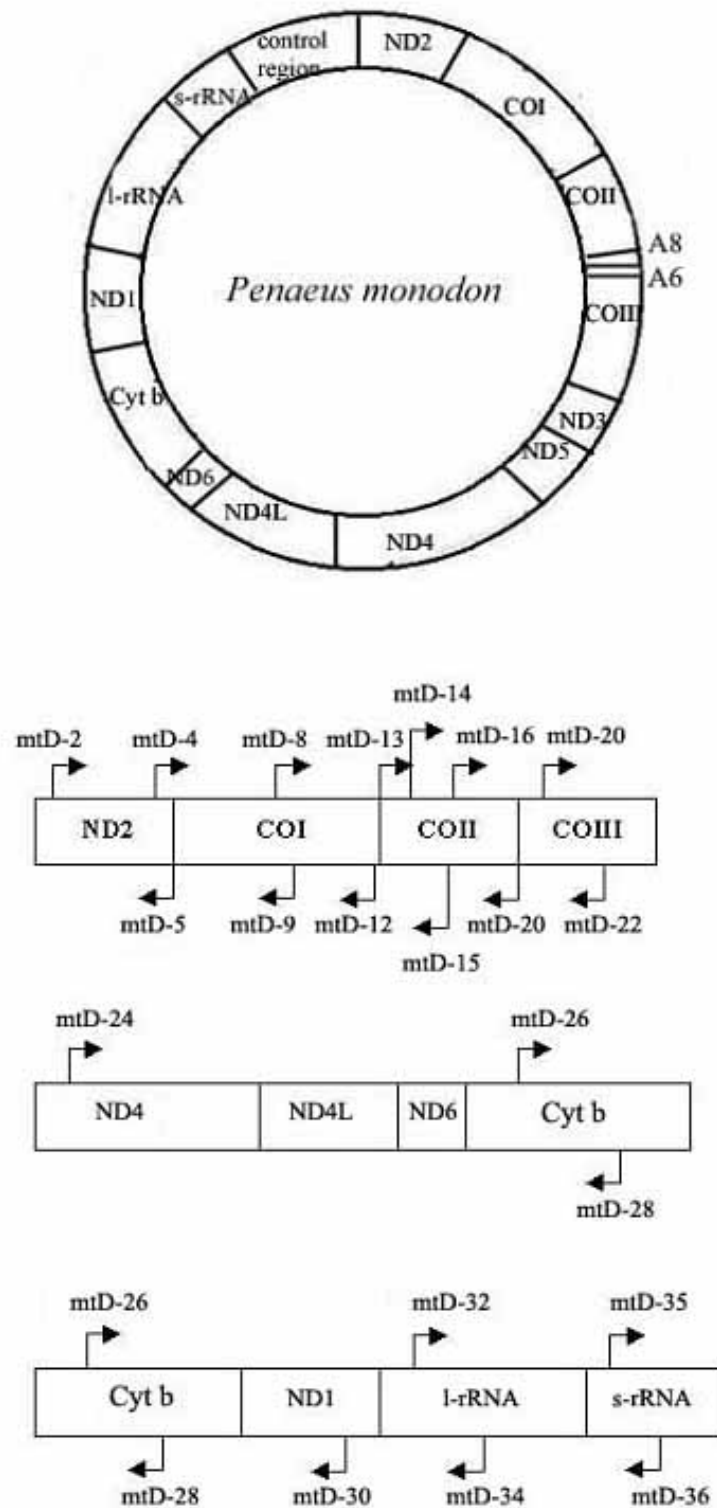 control region
ND2
s-rRNA
COI
l-rRNA
COII
A8
A6
ND1
Penaeus monodon
COIII
Cyt b
ND3
ND5
ND6
ND4L
ND4
mtD-14
mtD-2 mtD-4 mtD-8 mtD-13 mtD-16 mtD-20
ND2 COI COII COIII
mtD-5 mtD-9 mtD-12 mtD-20 mtD-22
mtD-15
mtD-24 mtD-26
ND4 ND4L ND6 Cyt b
mtD-28
mtD-26 mtD-32 mtD-35
Cyt b ND1 l-rRNA s-rRNA
mtD-28 mtD-30 mtD-34 mtD-36